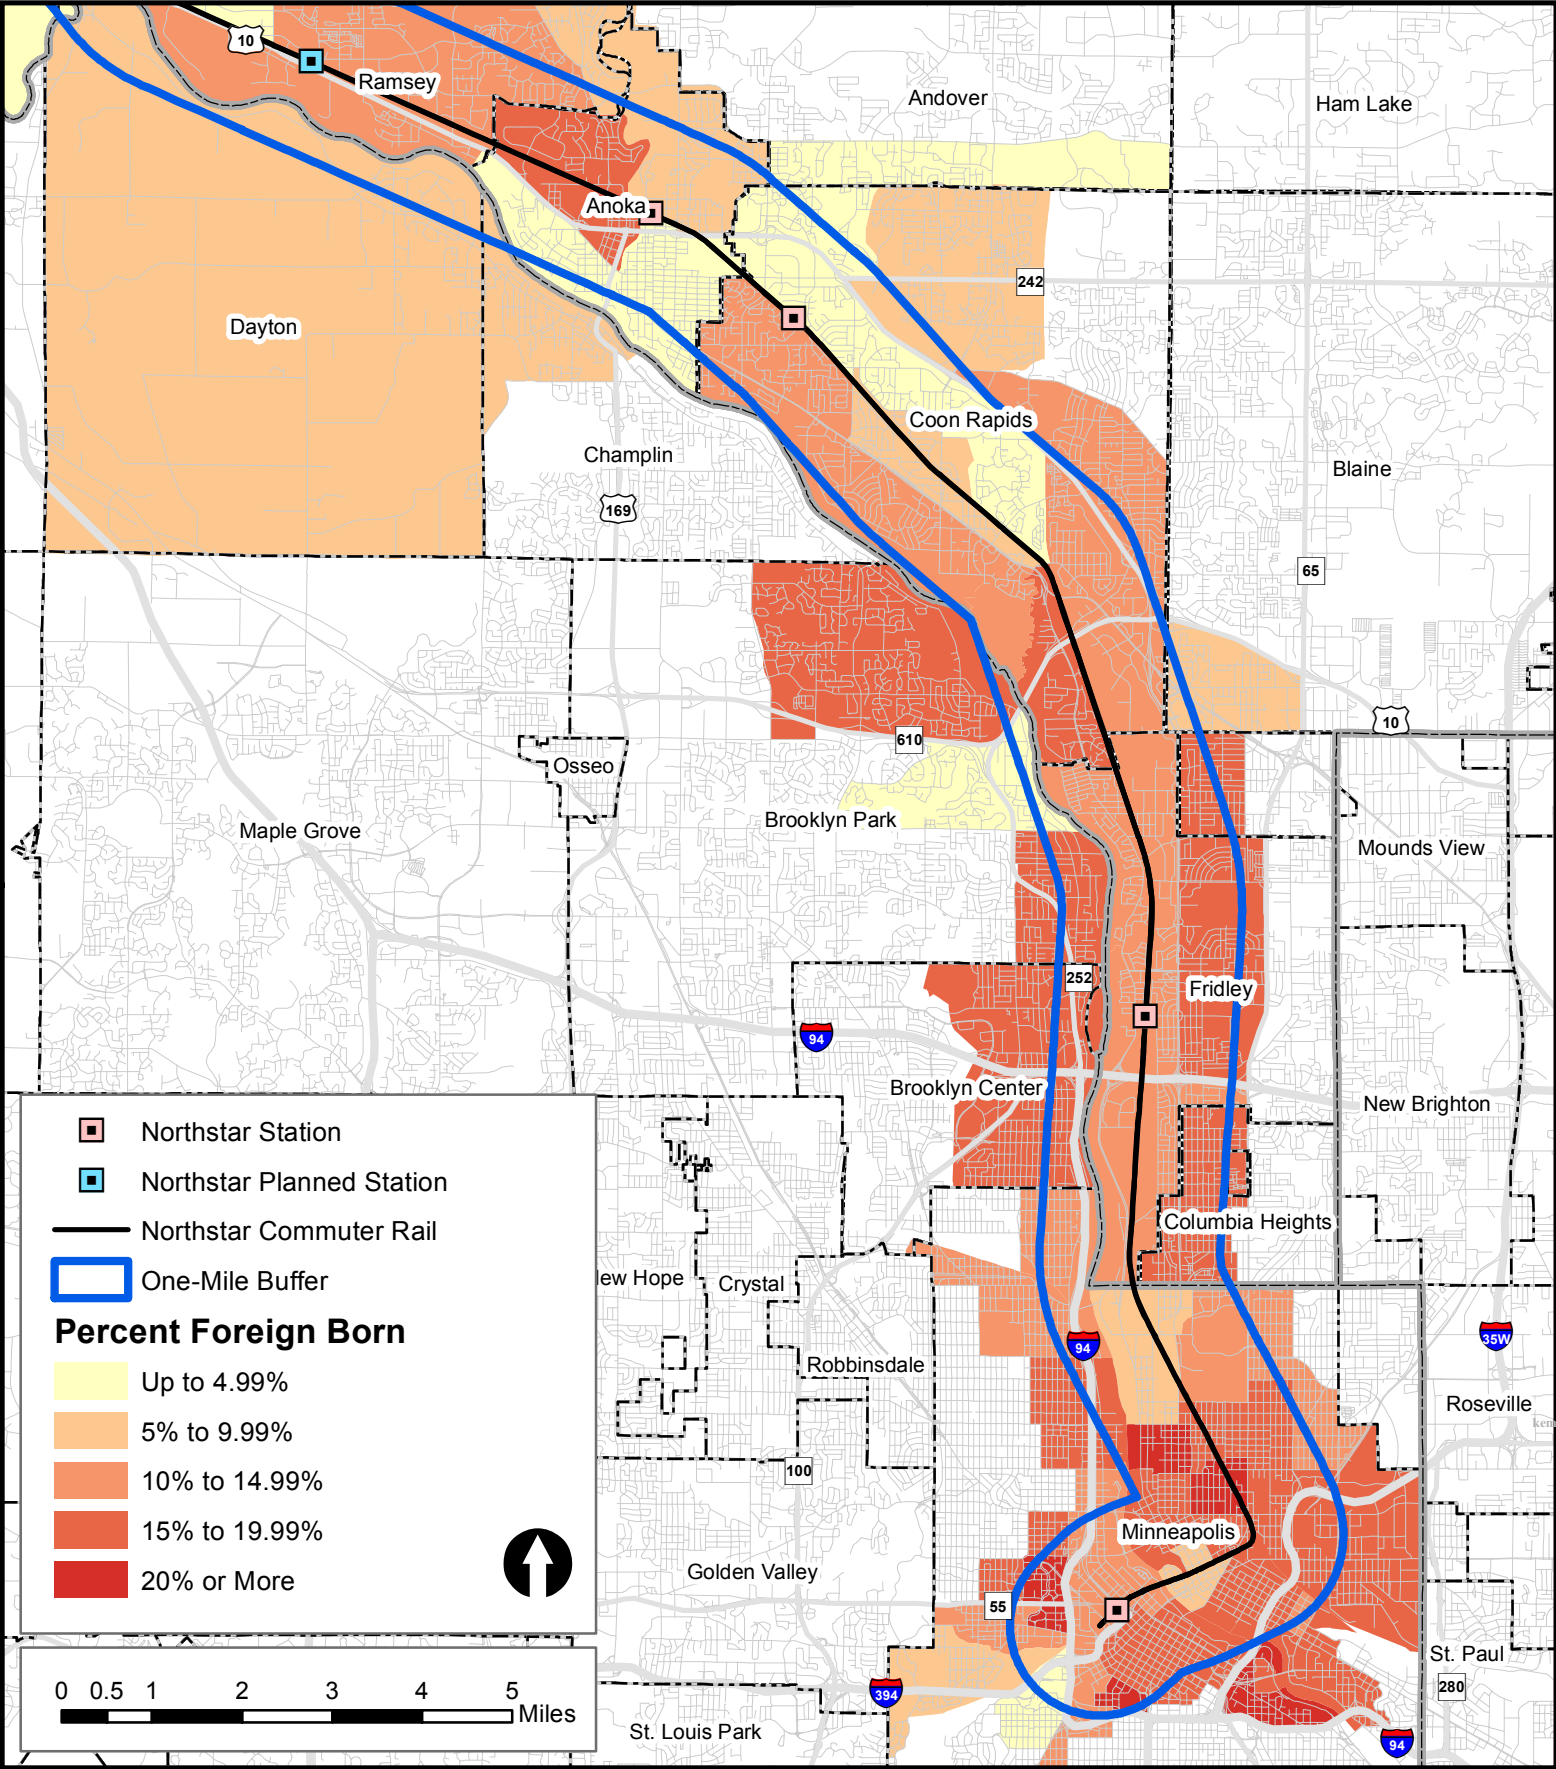 10
Ramsey
Andover
Ham Lake
Anoka
242
Dayton
Coon Rapids
Champlin
Blaine
169
65
10
610
Osseo
Brooklyn Park
Maple Grove
Mounds View
252
Fridley
94
Brooklyn Center
New Brighton
Northstar Station
Northstar Planned Station
Northstar Commuter Rail
One-Mile Buffer
Columbia Heights
ew Hope
Crystal
Percent Foreign Born
94
35W
Robbinsdale
Up to 4.99%
5% to 9.99%
10% to 14.99%
15% to 19.99%
20% or More
Roseville
ken
100
Minneapolis
Golden Valley
55
St. Paul
280
394
0 0.5 1 2 3 4 5
Miles
St. Louis Park
94